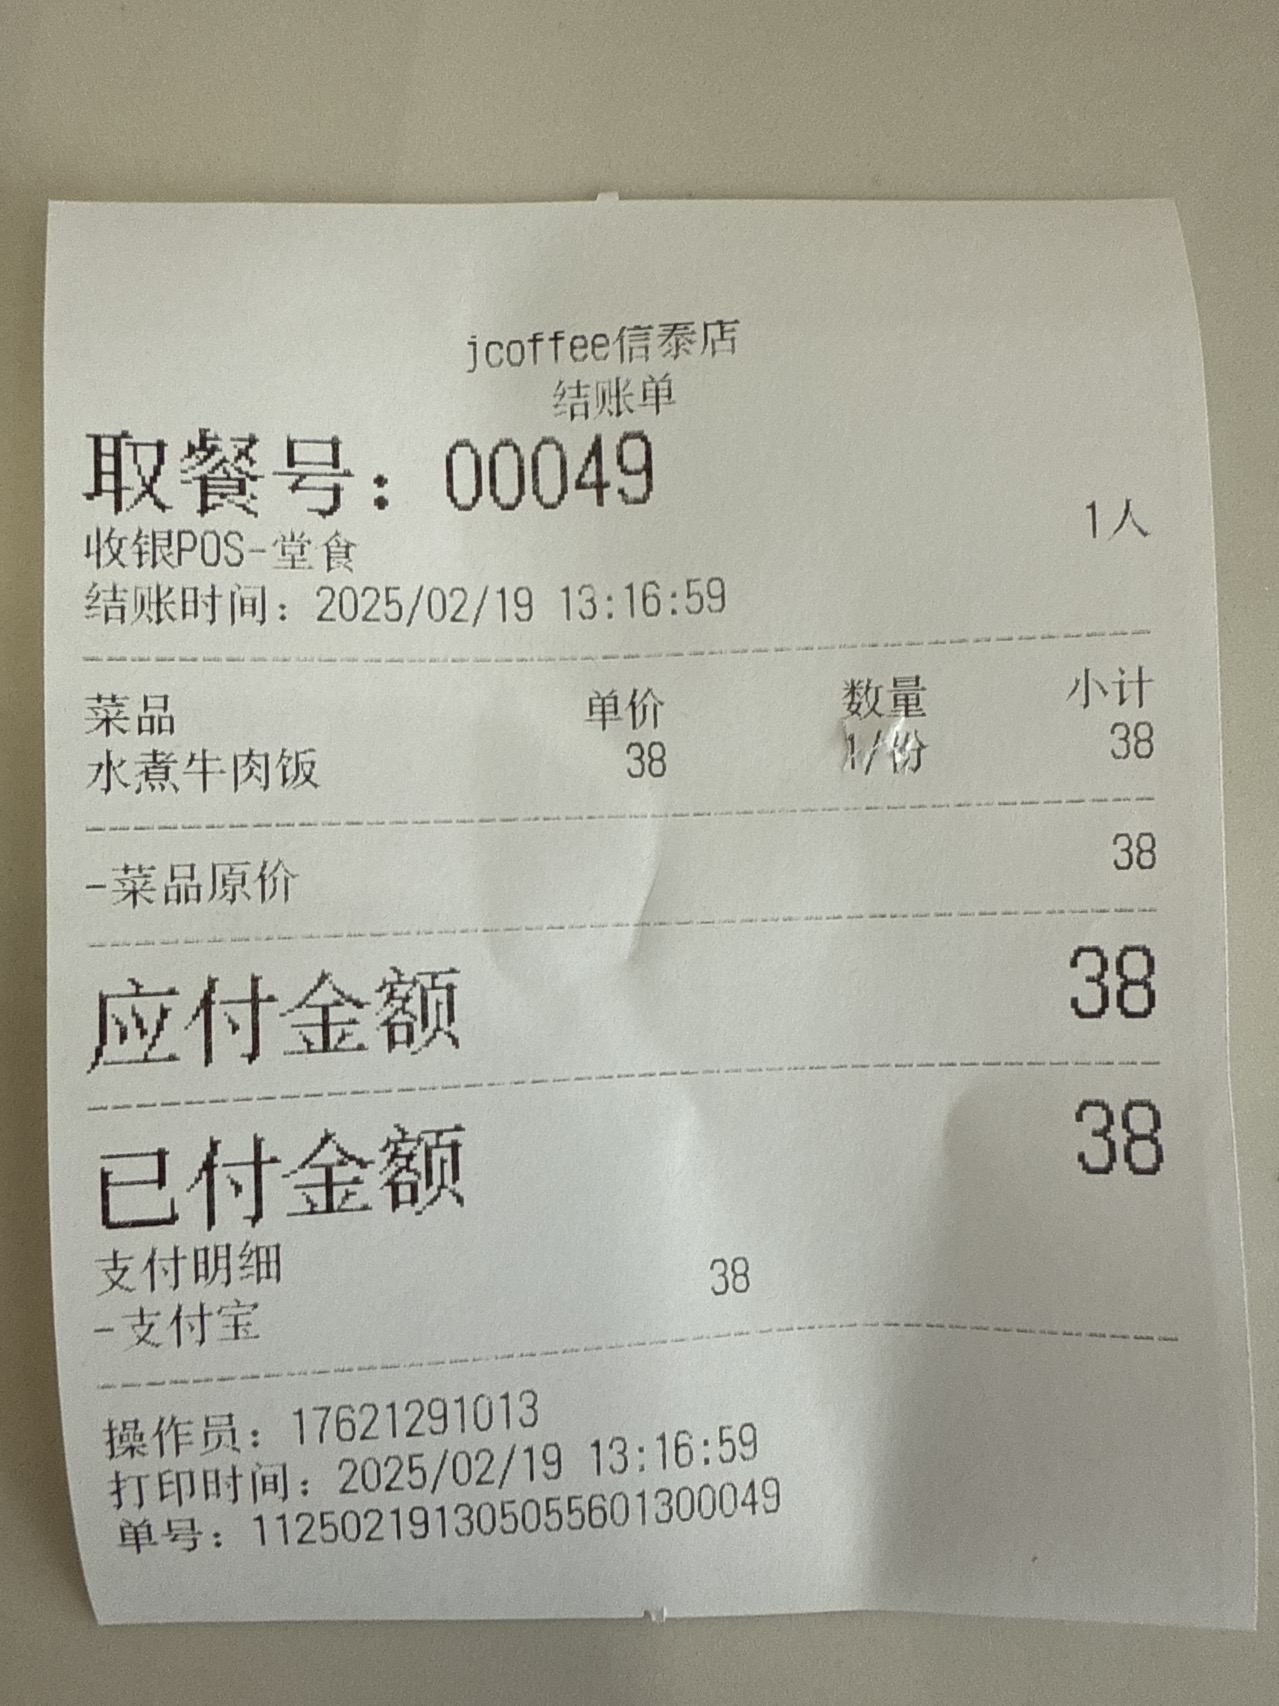 jcoffee信泰店
结账单
取餐号：00049
收银POS-堂食 1人
结账时间：2025/02/19 13:16:59
菜品 单价 数量 小计
水煮牛肉饭 38 1/份 38
-菜品原价 38
应付金额 38
已付金额 38
支付明细
-支付宝 38
操作员：17621291013
打印时间：2025/02/19 13:16:59
单号：11250219130505560130​0049